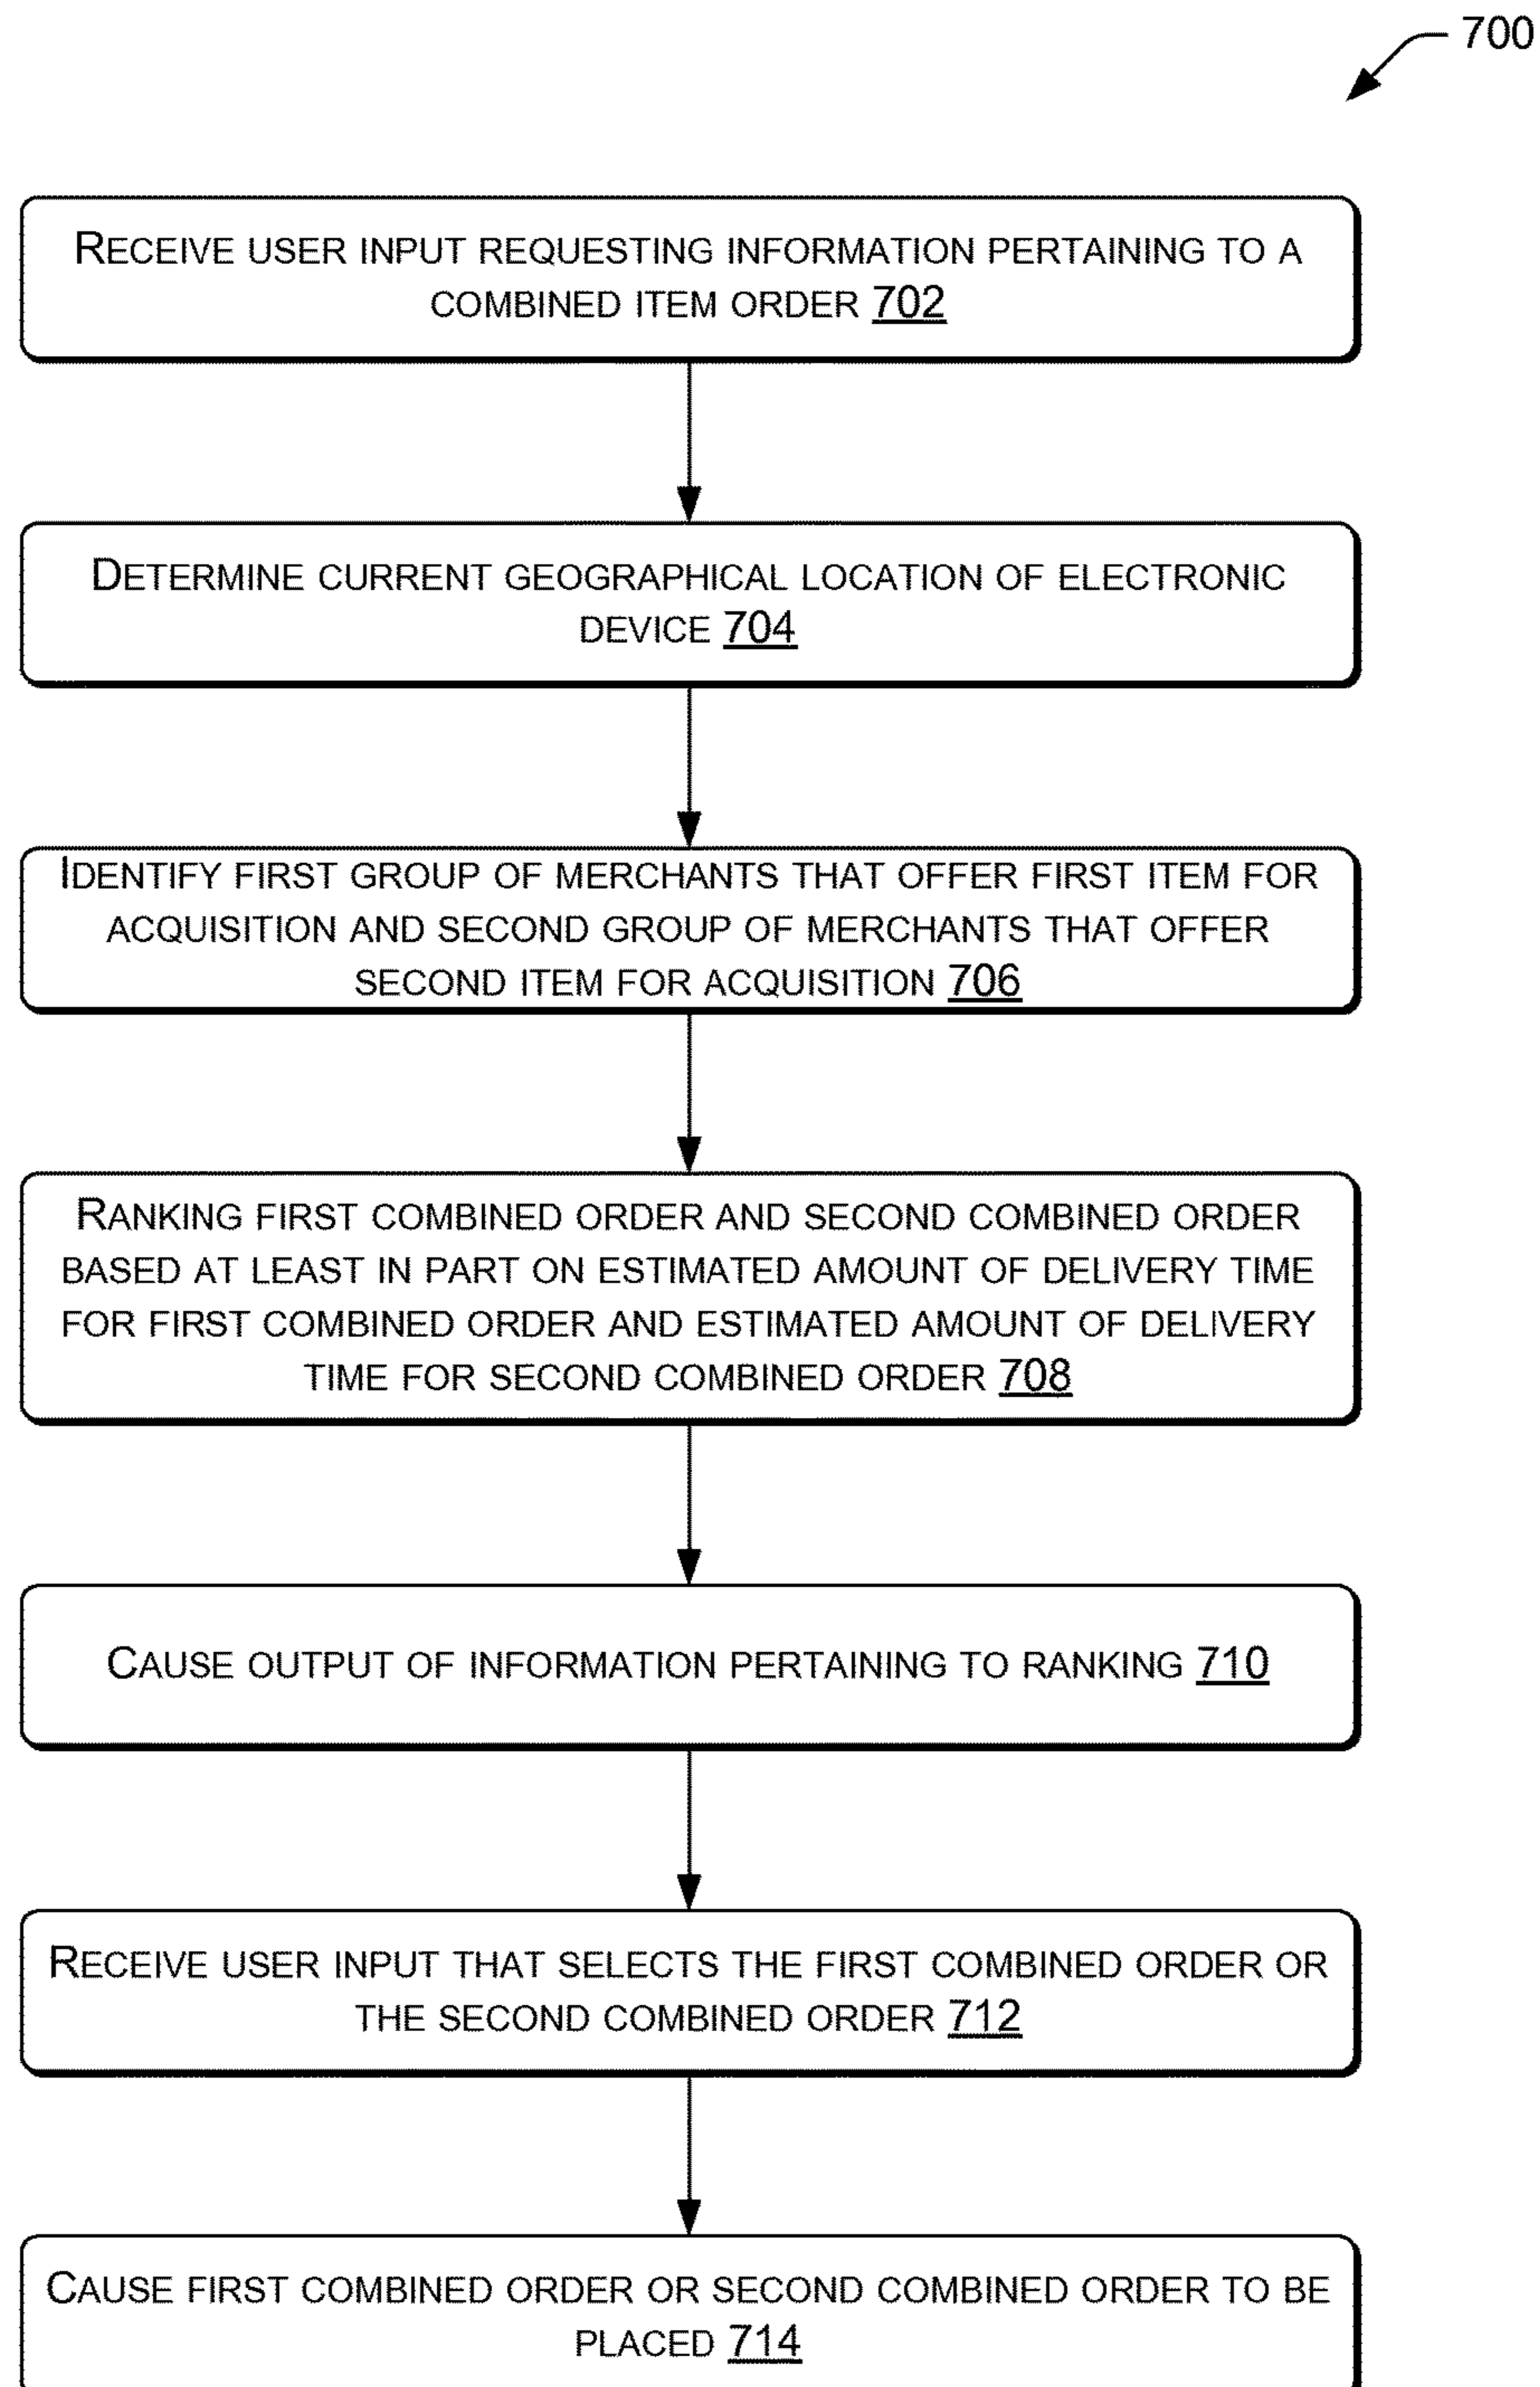 700
RECEIVE USER INPUT REQUESTING INFORMATION PERTAINING TO A
COMBINED ITEM ORDER 702
DETERMINE CURRENT GEOGRAPHICAL LOCATION OF ELECTRONIC
DEVICE 704
IDENTIFY FIRST GROUP OF MERCHANTS THAT OFFER FIRST ITEM FOR
ACQUISITION AND SECOND GROUP OF MERCHANTS THAT OFFER
SECOND ITEM FOR ACQUISITION 706
RANKING FIRST COMBINED ORDER AND SECOND COMBINED ORDER
BASED AT LEAST IN PART ON ESTIMATED AMOUNT OF DELIVERY TIME
FOR FIRST COMBINED ORDER AND ESTIMATED AMOUNT OF DELIVERY
TIME FOR SECOND COMBINED ORDER 708
CAUSE OUTPUT OF INFORMATION PERTAINING TO RANKING 710
RECEIVE USER INPUT THAT SELECTS THE FIRST COMBINED ORDER OR
THE SECOND COMBINED ORDER 712
CAUSE FIRST COMBINED ORDER OR SECOND COMBINED ORDER TO BE
PLACED 714